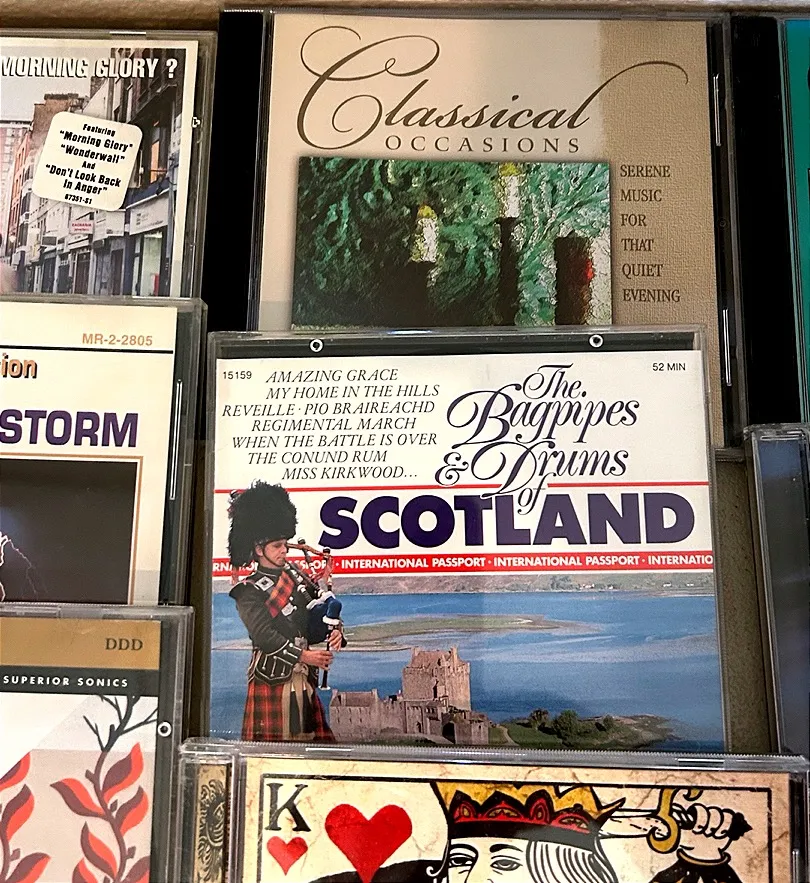 MORNING GLORY ?
Featuring
"Morning Glory"
"Wonderwall"
And
"Don't Look Back
In Anger"
67351-S1
Classical
OCCASIONS
SERENE
MUSIC
FOR
THAT
QUIET
EVENING
MR-2-2805
ion
STORM
DDD
SUPERIOR SONICS
15159
AMAZING GRACE
MY HOME IN THE HILLS
REVEILLE · PIO BRAIREACHD
REGIMENTAL MARCH
WHEN THE BATTLE IS OVER
THE CONUND RUM
MISS KIRKWOOD...
52 MIN
The
Bagpipes
& Drums
of
SCOTLAND
· INTERNATIONAL PASSPORT · INTERNATIONAL PASSPORT · INTERNATIO
K